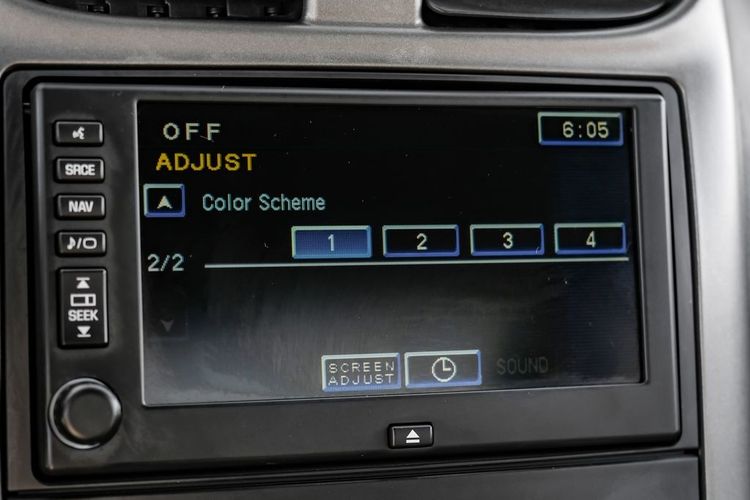 OFF
6:05
ADJUST
Color Scheme
1 2 3 4
2/2
SCREEN
ADJUST
SOUND
SRCE
NAV
SEEK